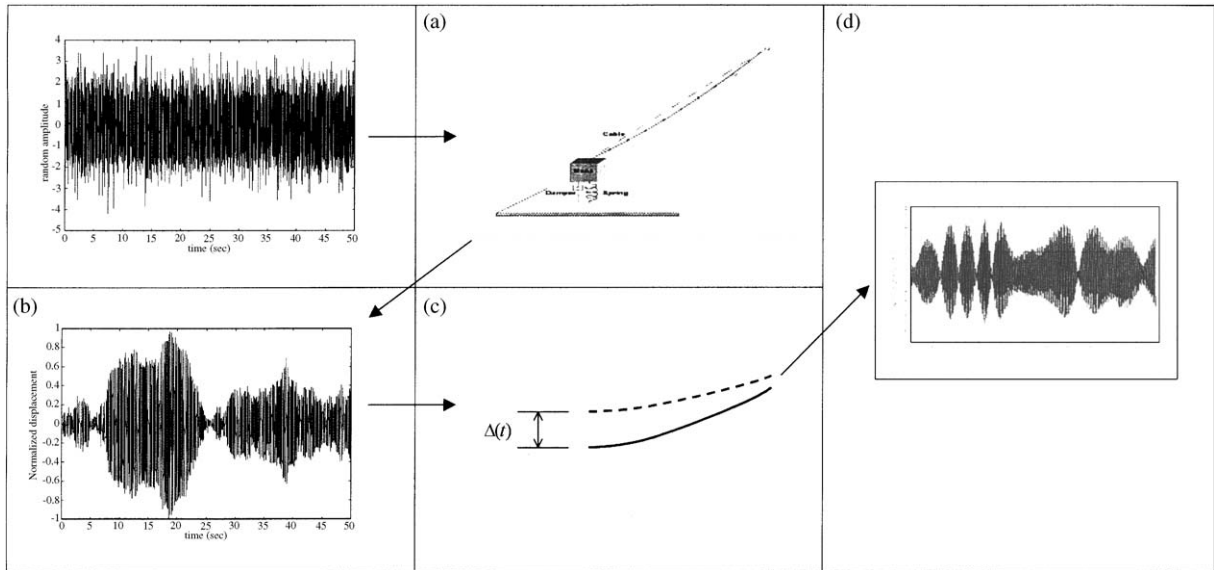 (a)
(d)
4
3
2
1
0
-1
-2
-3
-4
-5
random amplitude
0 5 10 15 20 25 30 35 40 45 50
time (sec)
Cable
Damper
Spring
(b)
(c)
1
0.8
0.6
0.4
0.2
0
-0.2
-0.4
-0.6
-0.8
-1
Normalized displacement
0 5 10 15 20 25 30 35 40 45 50
time (sec)
Δ(t)